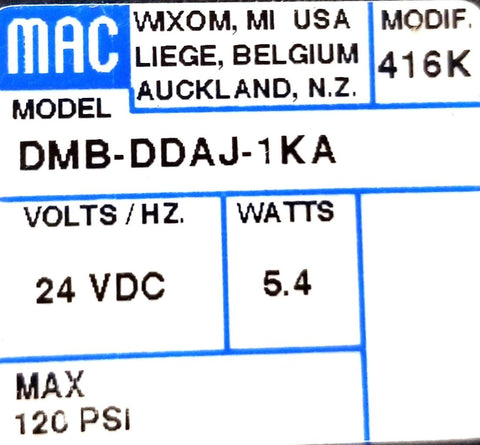 MAC
WIXOM, MI USA
LIEGE, BELGIUM
AUCKLAND, N.Z.
MODIF.
416K
MODEL
DMB-DDAJ-1KA
VOLTS / HZ.
24 VDC
WATTS
5.4
MAX
120 PSI